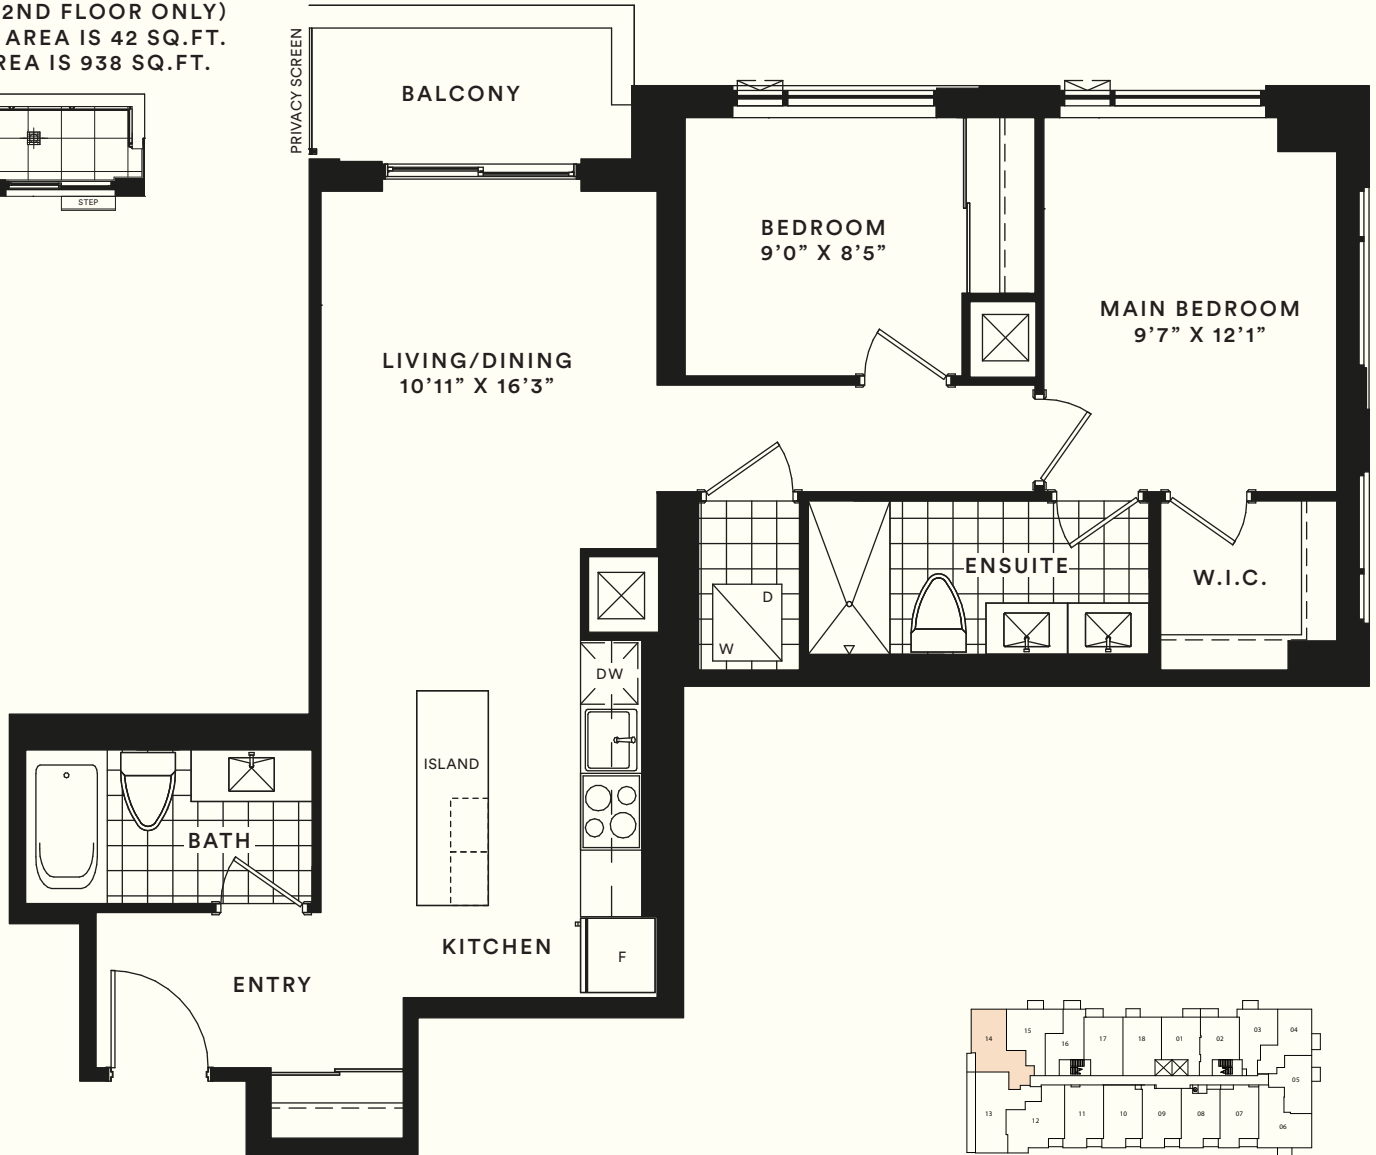 2ND FLOOR ONLY)
AREA IS 42 SQ.FT.
REA IS 938 SQ.FT.
STEP
PRIVACY SCREEN
BALCONY
BEDROOM
9’0” X 8’5”
MAIN BEDROOM
9’7” X 12’1”
LIVING/DINING
10’11” X 16’3”
ENSUITE
W.I.C.
D
W
DW
ISLAND
BATH
KITCHEN
F
ENTRY
14
15
16
17
18
01
02
03
04
05
06
07
08
09
10
11
12
13